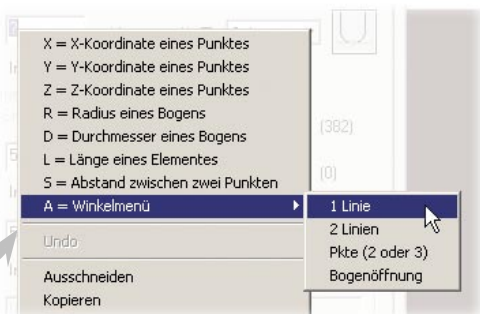 X = X-Koordinate eines Punktes
Y = Y-Koordinate eines Punktes
Z = Z-Koordinate eines Punktes
R = Radius eines Bogens
(382)
D = Durchmesser eines Bogens
L = Länge eines Elementes
(0)
S = Abstand zwischen zwei Punkten
A = Winkelmenü
1 Linie
2 Linien
Undo
Pkte (2 oder 3)
Bogenöffnung
Ausschneiden
Kopieren